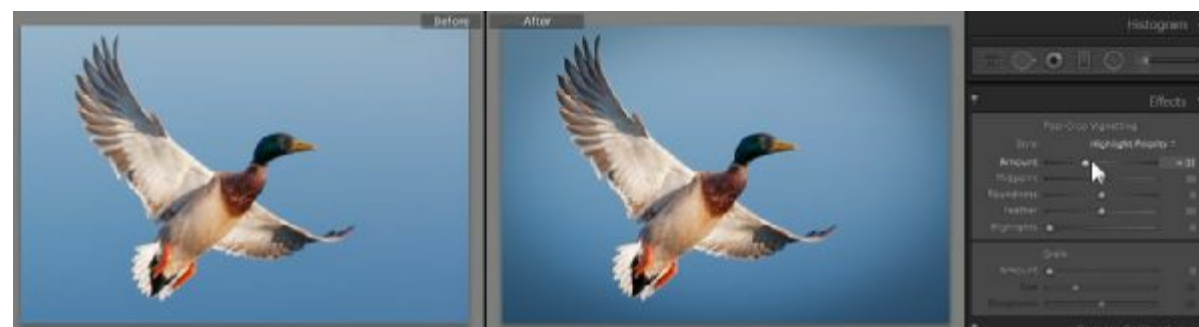 Before
After
Histogram
Effects
Post-Crop Vignetting
Style Highlight Priority
Amount
Midpoint
Roundness
Feather
Highlights
Grain
Amount
Size
Roughness